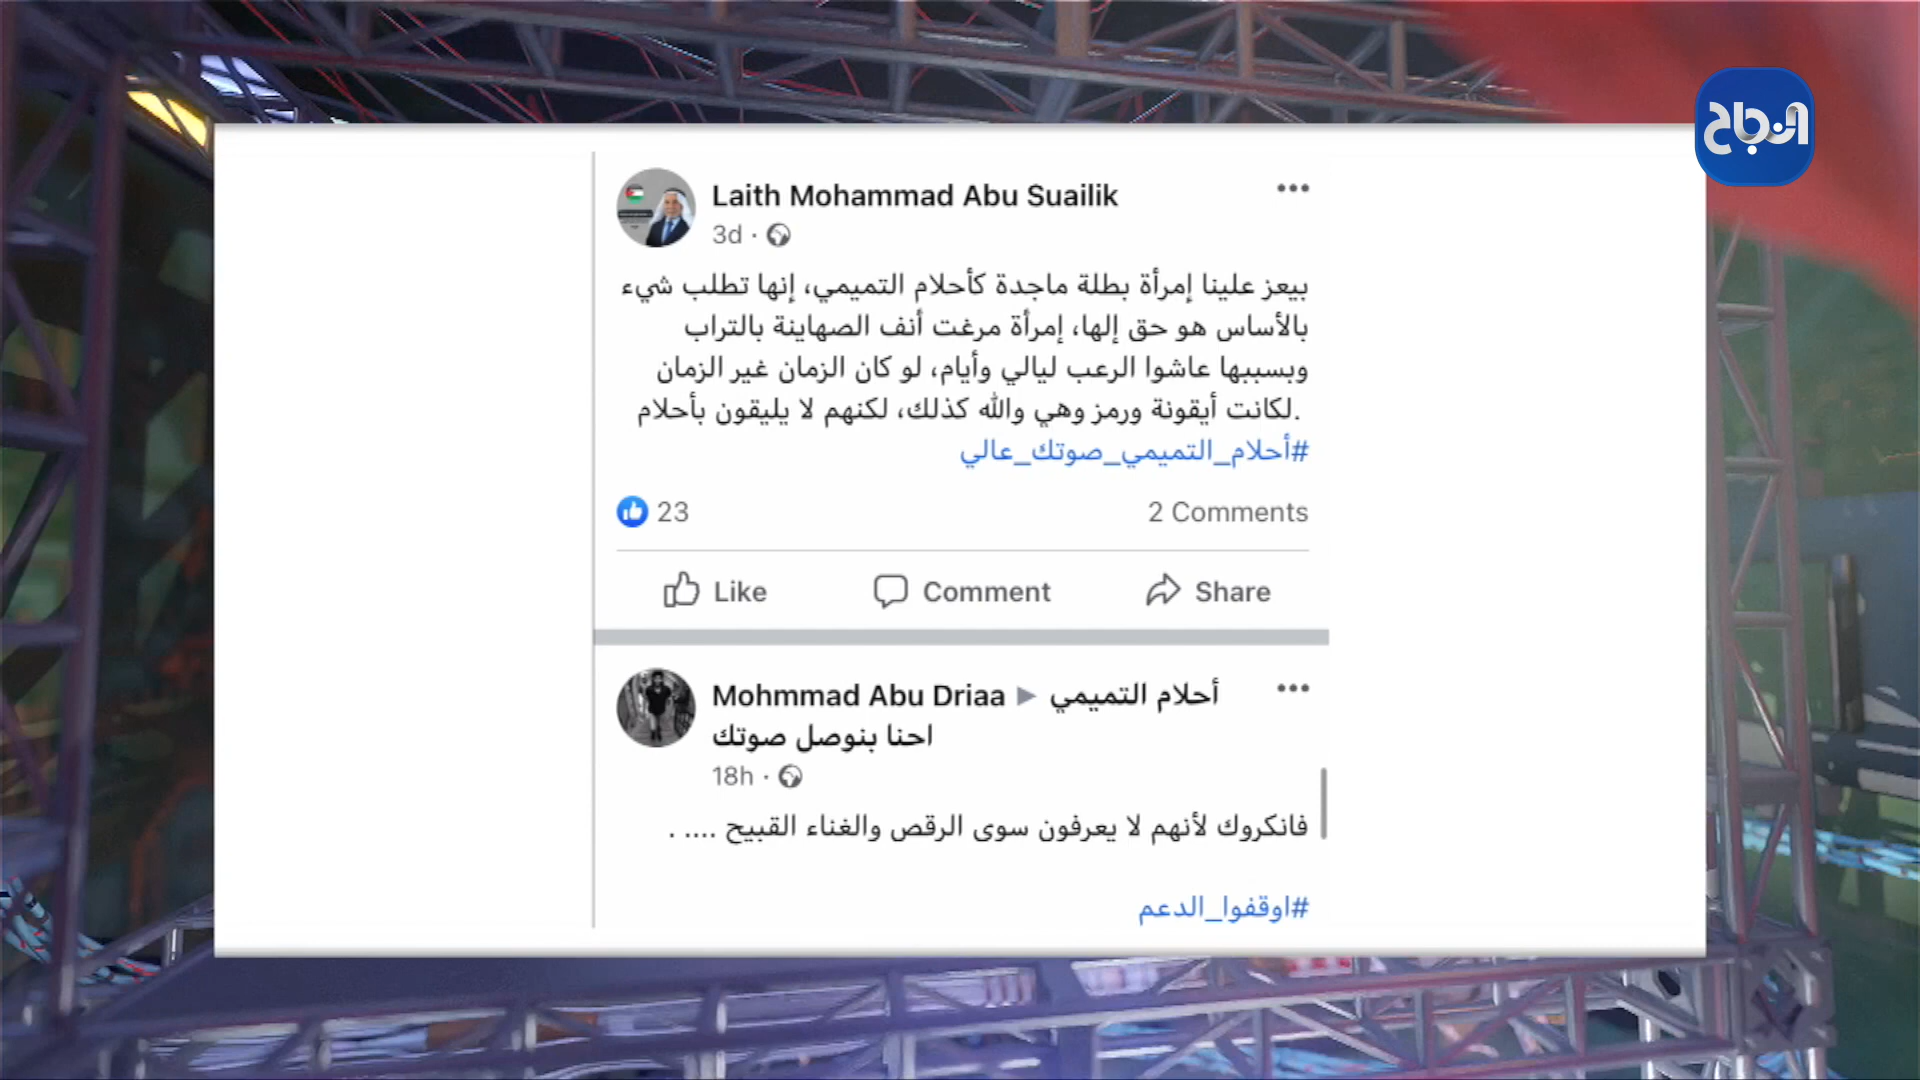 النجاح
Laith Mohammad Abu Suailik
3d ·
بيعز علينا إمرأة بطلة ماجدة كأحلام التميمي، إنها تطلب شيء
بالأساس هو حق إلها، إمرأة مرغت أنف الصهاينة بالتراب
وبسببها عاشوا الرعب ليالي وأيام، لو كان الزمان غير الزمان
.لكانت أيقونة ورمز وهي والله كذلك، لكنهم لا يليقون بأحلام
#أحلام_التميمي_صوتك_عالي
23 2 Comments
Like Comment Share
Mohmmad Abu Driaa ▶ أحلام التميمي
احنا بنوصل صوتك
18h ·
فانكروك لأنهم لا يعرفون سوى الرقص والغناء القبيح .... .
#اوقفوا_الدعم